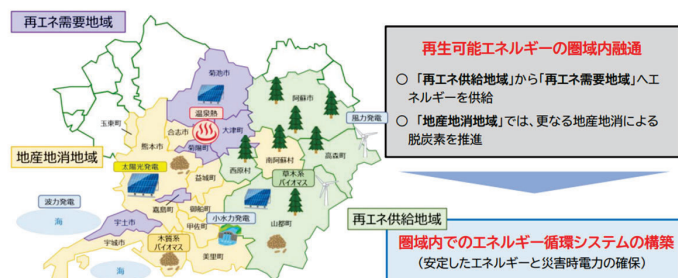 再エネ需要地域
菊池市
阿蘇市
温泉熱
風力発電
玉東町
合志市
大津町
熊本市
菊陽町
地産地消地域
高森町
南阿蘇村
西原村
太陽光発電
益城町
草木系
バイオマス
波力発電
嘉島町
御船町
小水力発電
山都町
再エネ供給地域
海
宇土市
甲佐町
木質系
バイオマス
宇城市
美里町
海
再生可能エネルギーの圏域内融通
○ 「再エネ供給地域」から「再エネ需要地域」へエ
ネルギーを供給
○ 「地産地消地域」では、更なる地産地消による
脱炭素を推進
圏域内でのエネルギー循環システムの構築
（安定したエネルギーと災害時電力の確保）